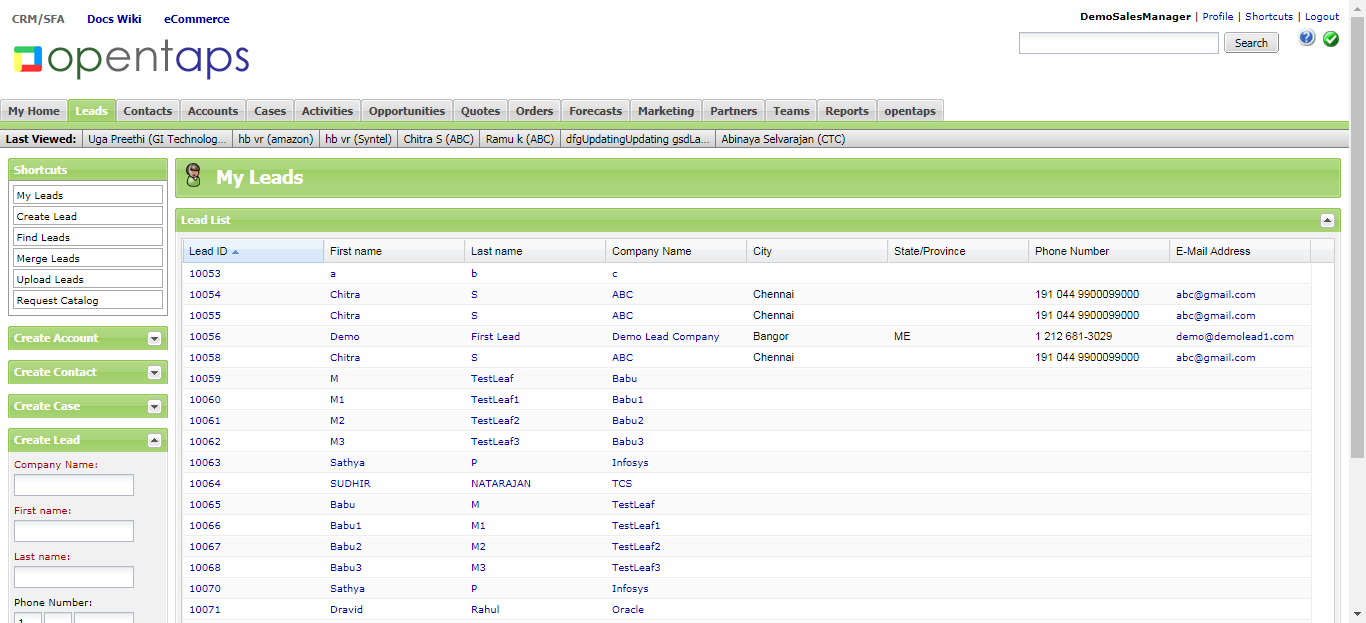 CRM/SFA Docs Wiki eCommerce
DemoSalesManager | Profile | Shortcuts | Logout
opentaps
Search
My Home Leads Contacts Accounts Cases Activities Opportunities Quotes Orders Forecasts Marketing Partners Teams Reports opentaps
Last Viewed: Uga Preethi (GI Technolog... hb vr (amazon) hb vr (Syntel) Chitra S (ABC) Ramu k (ABC) dfgUpdatingUpdating gsdLa... Abinaya Selvarajan (CTC)
Shortcuts
My Leads
Create Lead
Find Leads
Merge Leads
Upload Leads
Request Catalog
Create Account
Create Contact
Create Case
Create Lead
Company Name:
First name:
Last name:
Phone Number:
1
My Leads
Lead List
Lead ID First name Last name Company Name City State/Province Phone Number E-Mail Address
10053 a b c
10054 Chitra S ABC Chennai 191 044 9900099000 abc@gmail.com
10055 Chitra S ABC Chennai 191 044 9900099000 abc@gmail.com
10056 Demo First Lead Demo Lead Company Bangor ME 1 212 681-3029 demo@demolead1.com
10058 Chitra S ABC Chennai 191 044 9900099000 abc@gmail.com
10059 M TestLeaf Babu
10060 M1 TestLeaf1 Babu1
10061 M2 TestLeaf2 Babu2
10062 M3 TestLeaf3 Babu3
10063 Sathya P Infosys
10064 SUDHIR NATARAJAN TCS
10065 Babu M TestLeaf
10066 Babu1 M1 TestLeaf1
10067 Babu2 M2 TestLeaf2
10068 Babu3 M3 TestLeaf3
10070 Sathya P Infosys
10071 Dravid Rahul Oracle